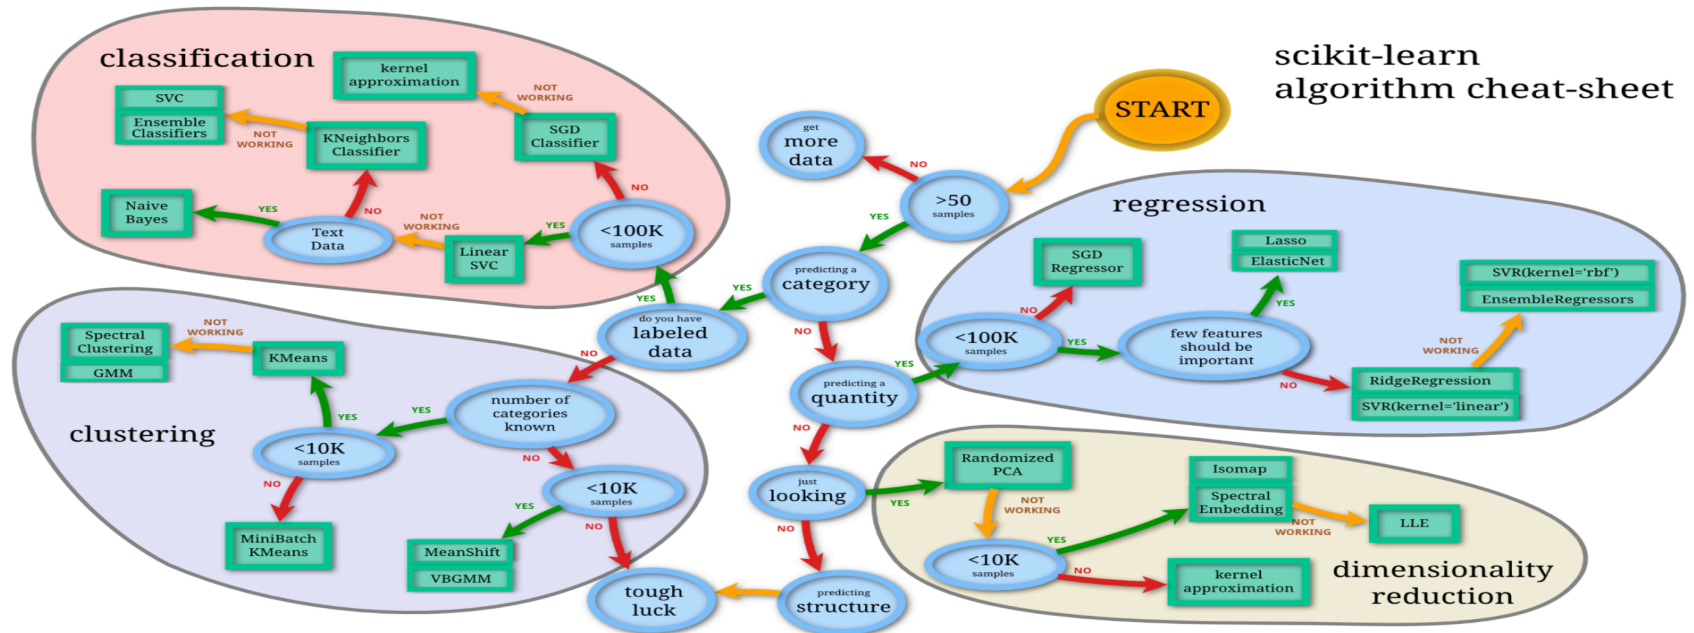 scikit-learn
algorithm cheat-sheet
START
get
more
data
NO
>50
samples
YES
predicting a
category
YES
NO
do you have
labeled
data
YES
NO
predicting a
quantity
YES
NO
just
looking
YES
NO
predicting
structure
tough
luck
classification
kernel
approximation
NOT
WORKING
SVC
Ensemble
Classifiers
NOT
WORKING
KNeighbors
Classifier
SGD
Classifier
NO
Naive
Bayes
YES
NO
Text
Data
NOT
WORKING
Linear
SVC
YES
<100K
samples
regression
SGD
Regressor
NO
<100K
samples
YES
Lasso
ElasticNet
YES
few features
should be
important
NO
SVR(kernel='rbf')
EnsembleRegressors
NOT
WORKING
RidgeRegression
SVR(kernel='linear')
clustering
Spectral
Clustering
GMM
NOT
WORKING
KMeans
YES
<10K
samples
NO
MiniBatch
KMeans
YES
number of
categories
known
NO
<10K
samples
YES
NO
MeanShift
VBGMM
dimensionality
reduction
Randomized
PCA
NOT
WORKING
<10K
samples
YES
NO
Isomap
Spectral
Embedding
NOT
WORKING
LLE
kernel
approximation